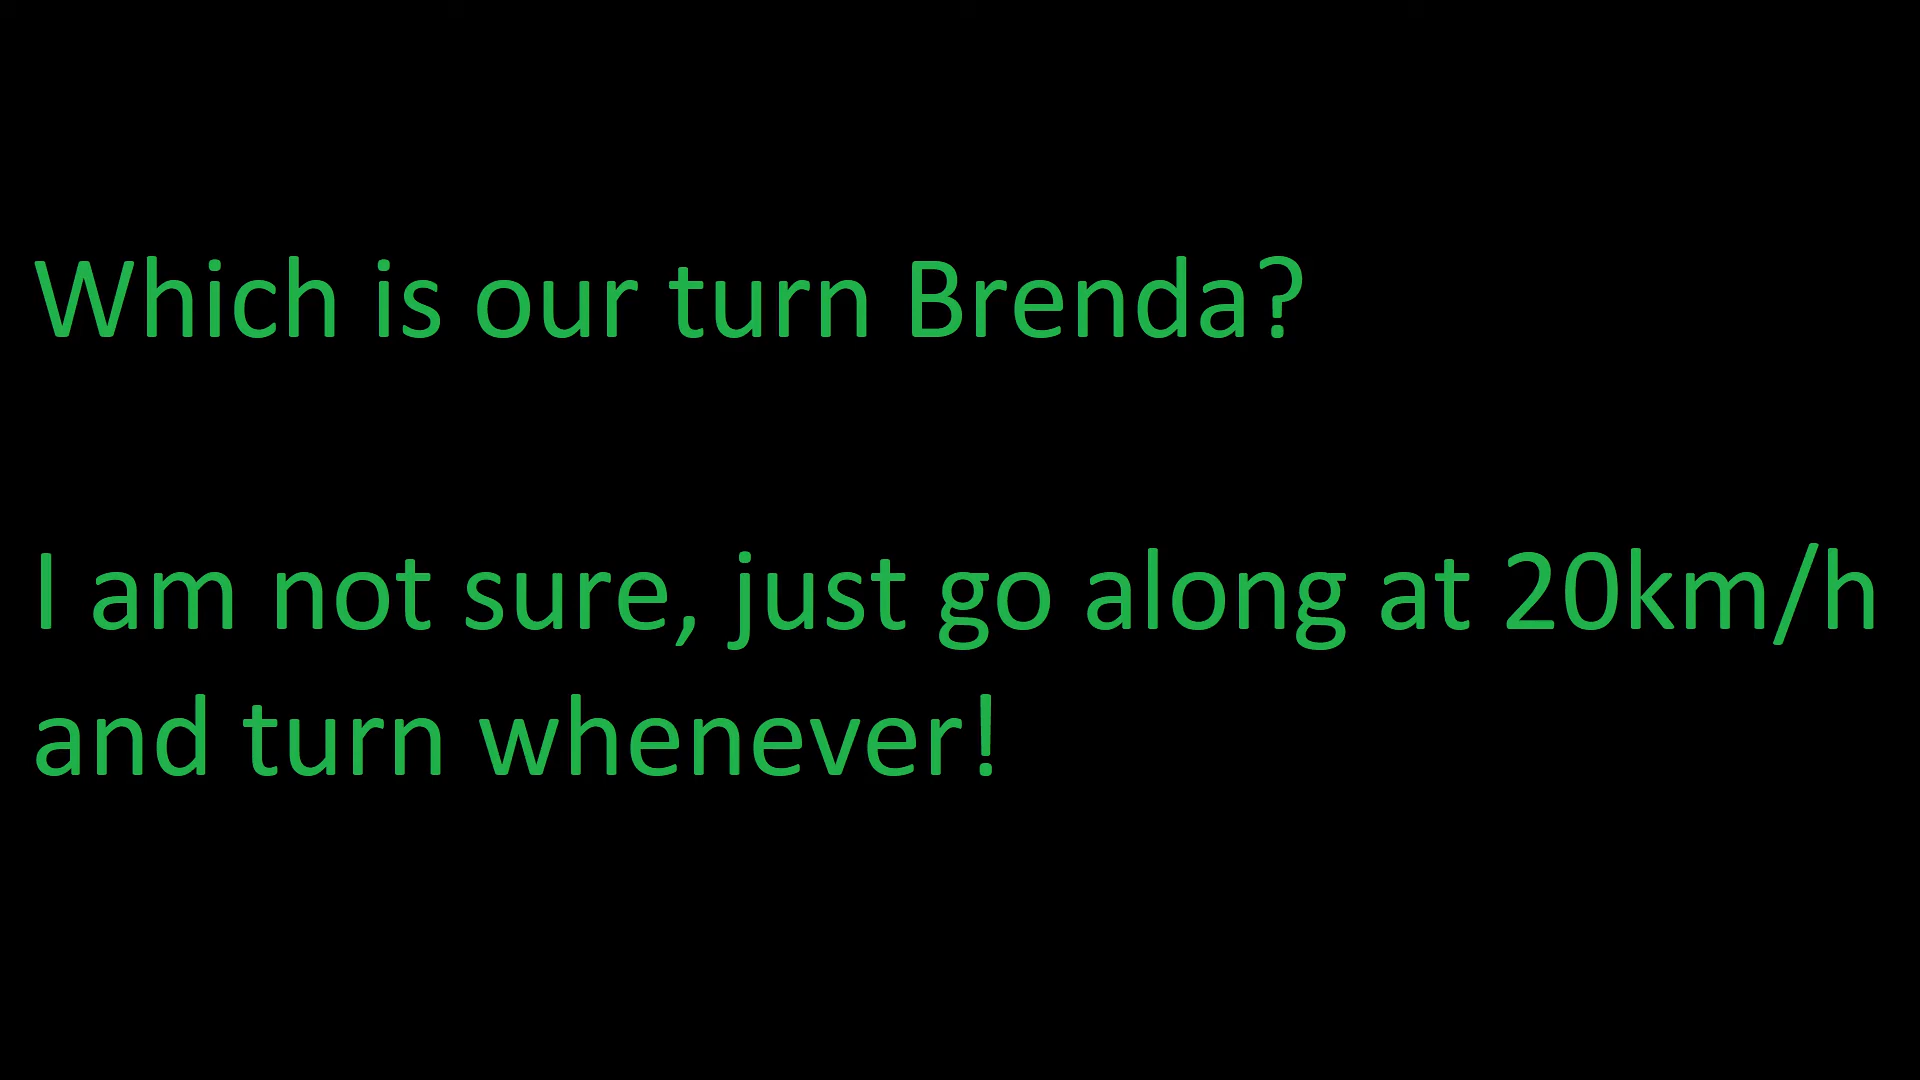 Which is our turn Brenda?
I am not sure, just go along at 20km/h
and turn whenever!